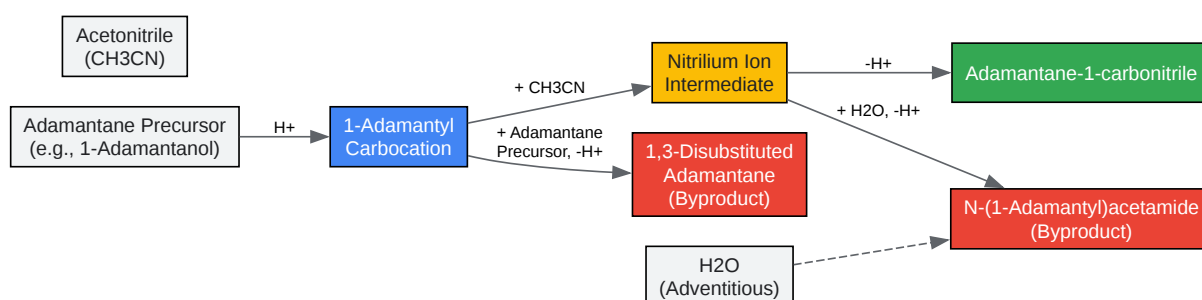 Acetonitrile
(CH3CN)
Adamantane Precursor
(e.g., 1-Adamantanol)
H+
1-Adamantyl
Carbocation
+ CH3CN
+ Adamantane
Precursor, -H+
Nitrilium Ion
Intermediate
1,3-Disubstituted
Adamantane
(Byproduct)
H2O
(Adventitious)
-H+
+ H2O, -H+
Adamantane-1-carbonitrile
N-(1-Adamantyl)acetamide
(Byproduct)